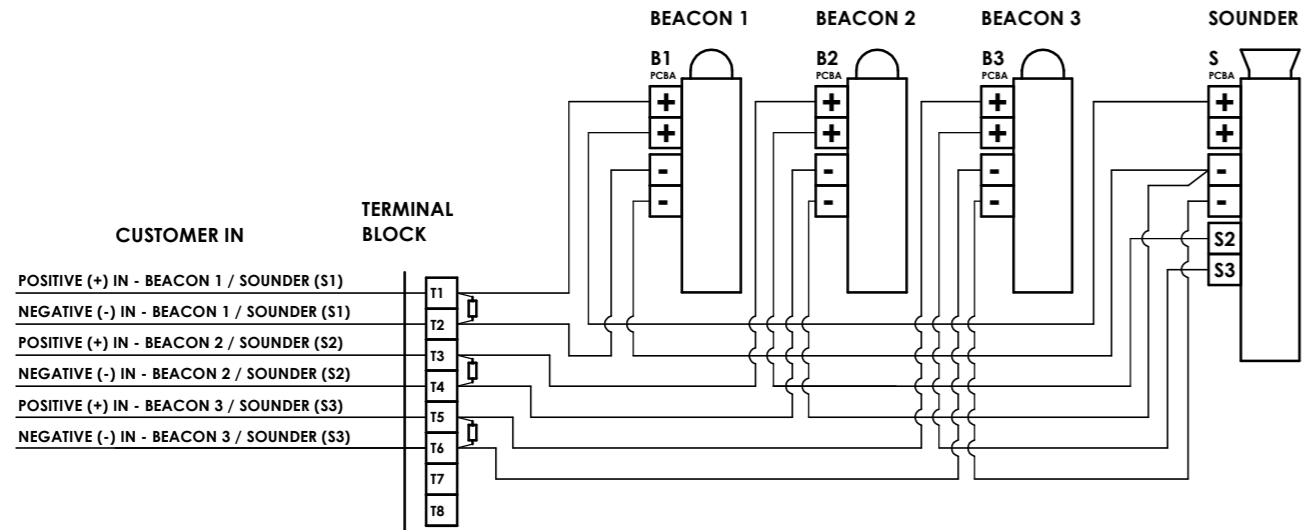 BEACON 1 BEACON 2 BEACON 3 SOUNDER
B1 B2 B3 S
PCBA PCBA PCBA PCBA
+ + + +
+ + + +
- - - -
- - - -
S2
S3
TERMINAL
BLOCK
CUSTOMER IN
POSITIVE (+) IN - BEACON 1 / SOUNDER (S1)
T1
NEGATIVE (-) IN - BEACON 1 / SOUNDER (S1)
T2
POSITIVE (+) IN - BEACON 2 / SOUNDER (S2)
T3
NEGATIVE (-) IN - BEACON 2 / SOUNDER (S2)
T4
POSITIVE (+) IN - BEACON 3 / SOUNDER (S3)
T5
NEGATIVE (-) IN - BEACON 3 / SOUNDER (S3)
T6
T7
T8